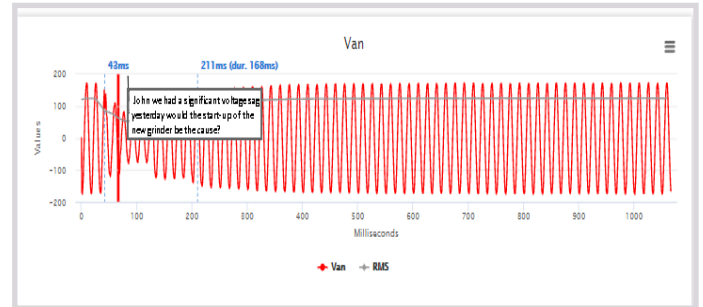 Van
43ms
211ms (dur. 168ms)
200
100
0
-100
-200
Values
John we had a significant voltage sag
yesterday would the start-up of the
new grinder be the cause?
0 100 200 300 400 500 600 700 800 900 1000
Milliseconds
Van RMS